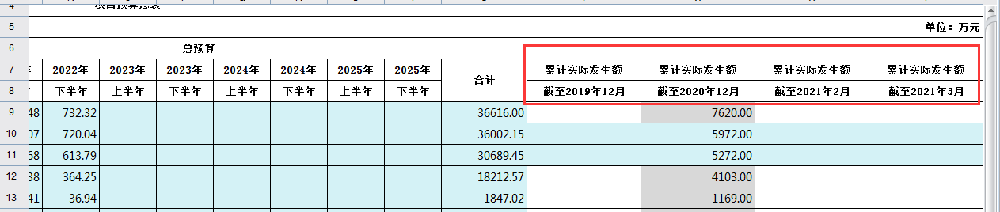 4 项目预算总表
5 单位：万元
6 总预算
7 2022年 2023年 2023年 2024年 2024年 2025年 2025年 合计 累计实际发生额 累计实际发生额 累计实际发生额 累计实际发生额
8 下半年 上半年 下半年 上半年 下半年 上半年 下半年 截至2019年12月 截至2020年12月 截至2021年2月 截至2021年3月
9 48 732.32 36616.00 7620.00
10 07 720.04 36002.15 5972.00
11 68 613.79 30689.45 5272.00
12 38 364.25 18212.57 4103.00
13 41 36.94 1847.02 1169.00